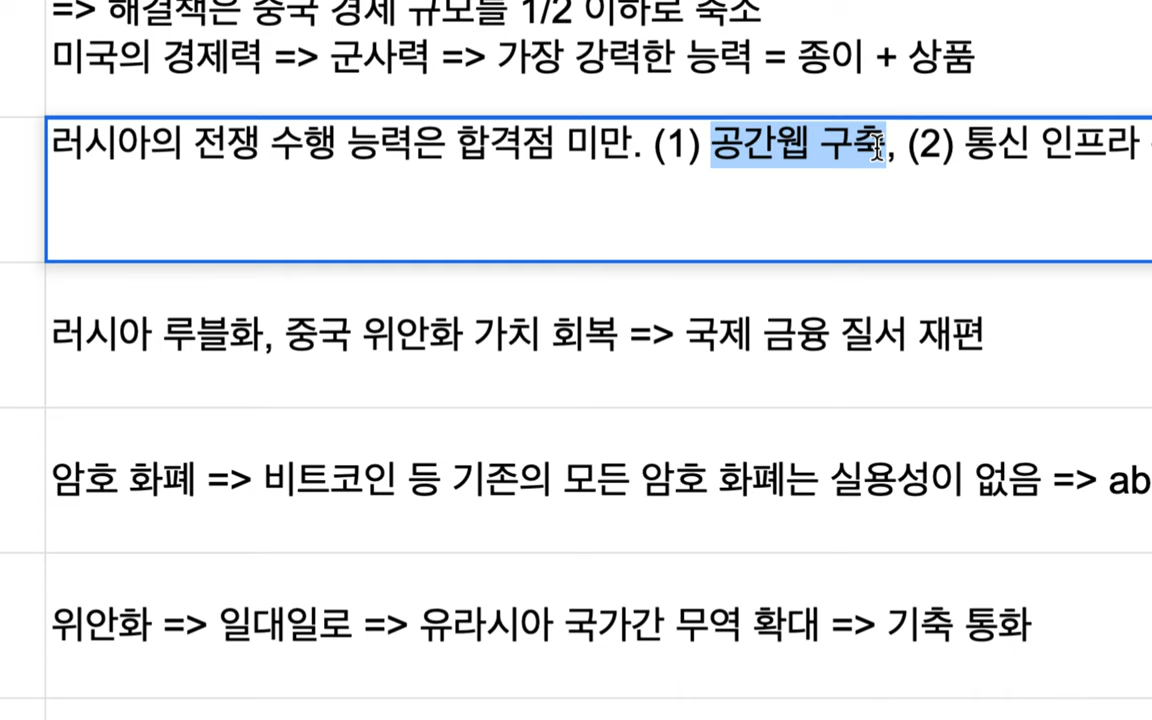 => 해결책은 중국 경제 규모를 1/2 이하로 축소
미국의 경제력 => 군사력 => 가장 강력한 능력 = 종이 + 상품
러시아의 전쟁 수행 능력은 합격점 미만. (1) 공간웹 구축, (2) 통신 인프라
러시아 루블화, 중국 위안화 가치 회복 => 국제 금융 질서 재편
암호 화폐 => 비트코인 등 기존의 모든 암호 화폐는 실용성이 없음 => ab
위안화 => 일대일로 => 유라시아 국가간 무역 확대 => 기축 통화